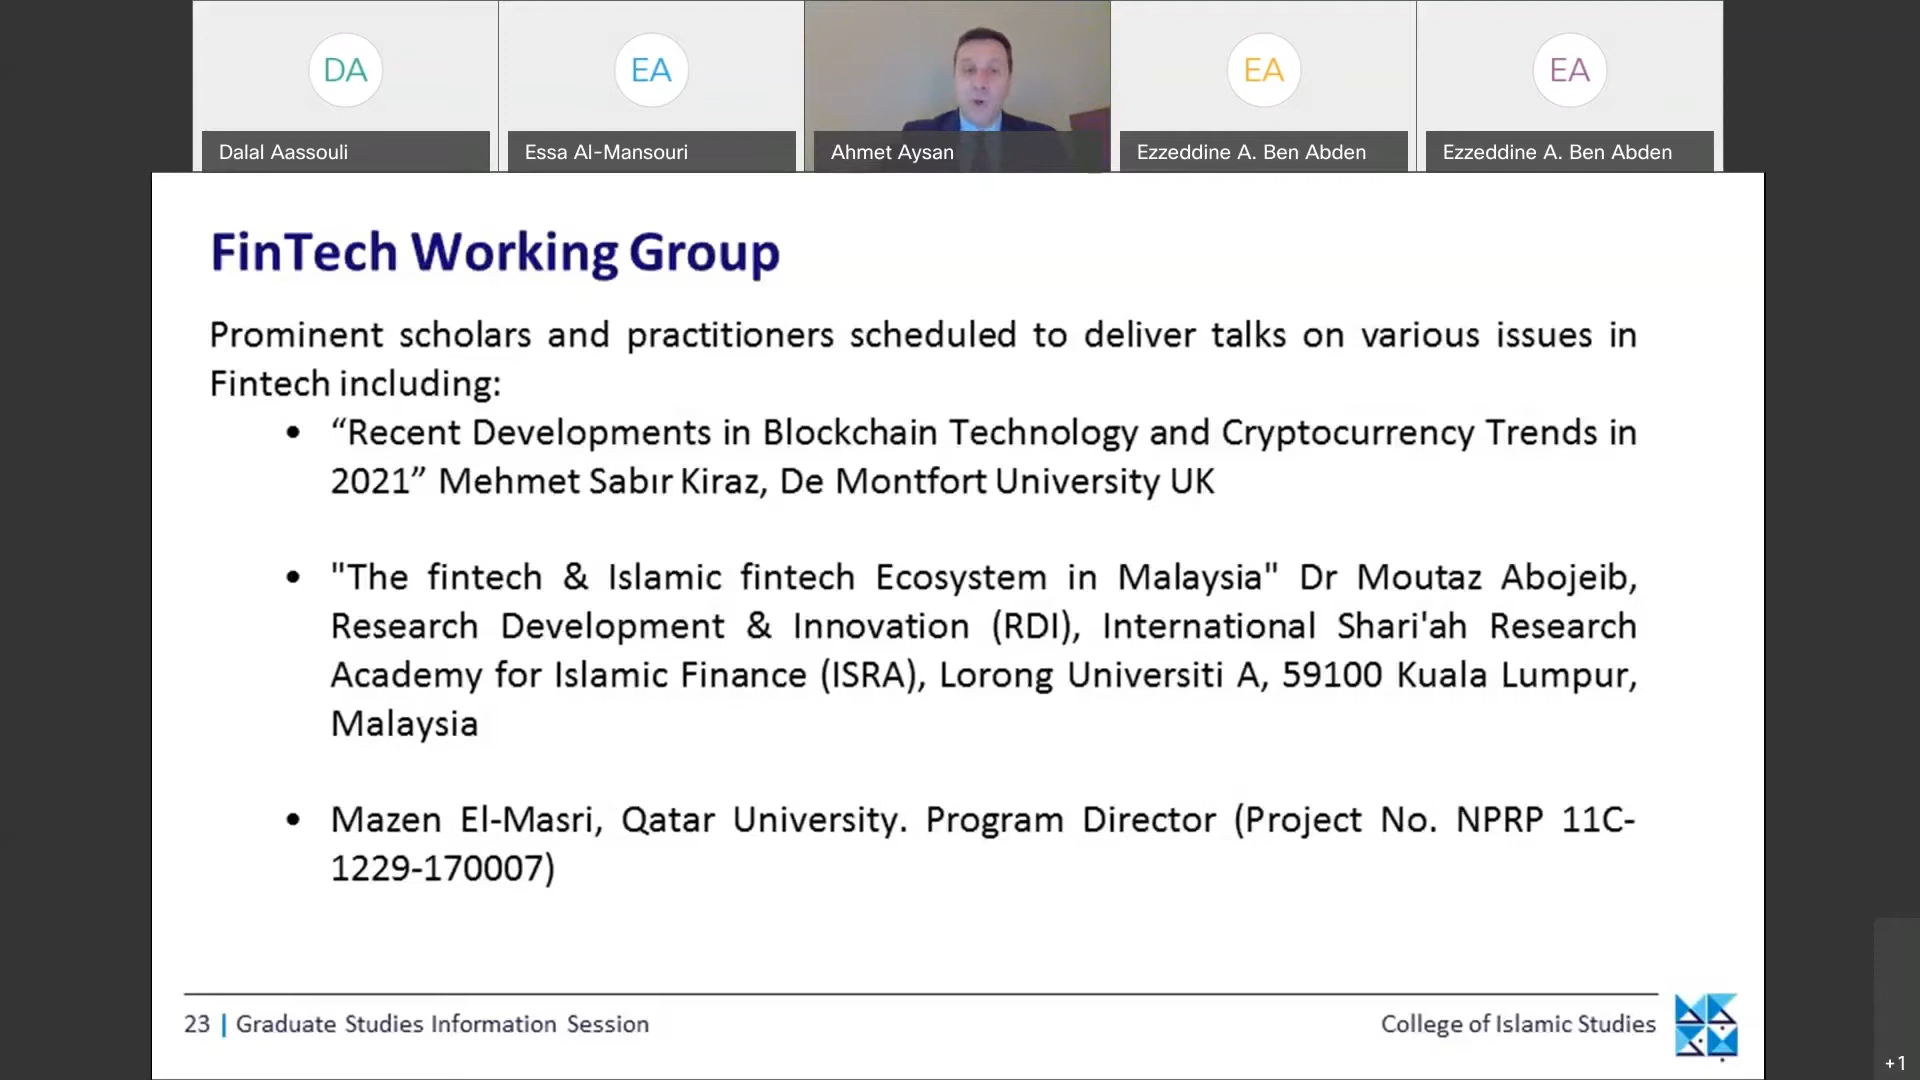 DA
EA
EA
EA
Dalal Aassouli
Essa Al-Mansouri
Ahmet Aysan
Ezzeddine A. Ben Abden
Ezzeddine A. Ben Abden
FinTech Working Group
Prominent scholars and practitioners scheduled to deliver talks on various issues in
Fintech including:
• “Recent Developments in Blockchain Technology and Cryptocurrency Trends in
2021” Mehmet Sabır Kiraz, De Montfort University UK
• "The fintech & Islamic fintech Ecosystem in Malaysia" Dr Moutaz Abojeib,
Research Development & Innovation (RDI), International Shari'ah Research
Academy for Islamic Finance (ISRA), Lorong Universiti A, 59100 Kuala Lumpur,
Malaysia
• Mazen El-Masri, Qatar University. Program Director (Project No. NPRP 11C-
1229-170007)
23 | Graduate Studies Information Session
College of Islamic Studies
+1